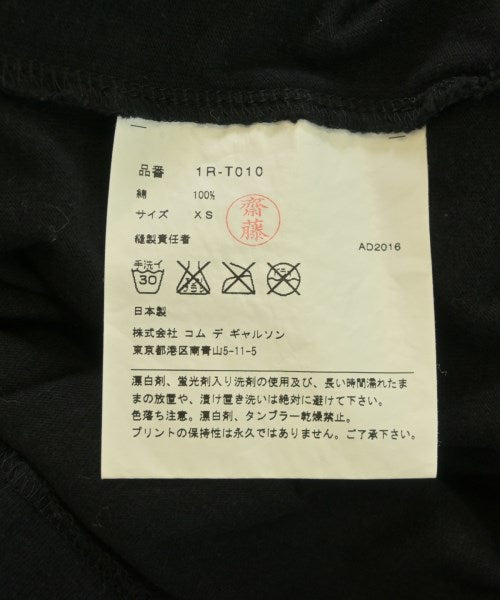 品番 1R-T010
綿 100%
サイズ XS
齋藤
縫製責任者
AD2016
手洗イ
30
日本製
株式会社 コム デ ギャルソン
東京都港区南青山5-11-5
漂白剤、蛍光剤入り洗剤の使用及び、長い時間濡れたま
まの放置や、漬け置き洗いは絶対に避けて下さい。
色落ち注意。漂白剤、タンブラー乾燥禁止。
プリントの保持性は永久ではありません。ご了承下さい。